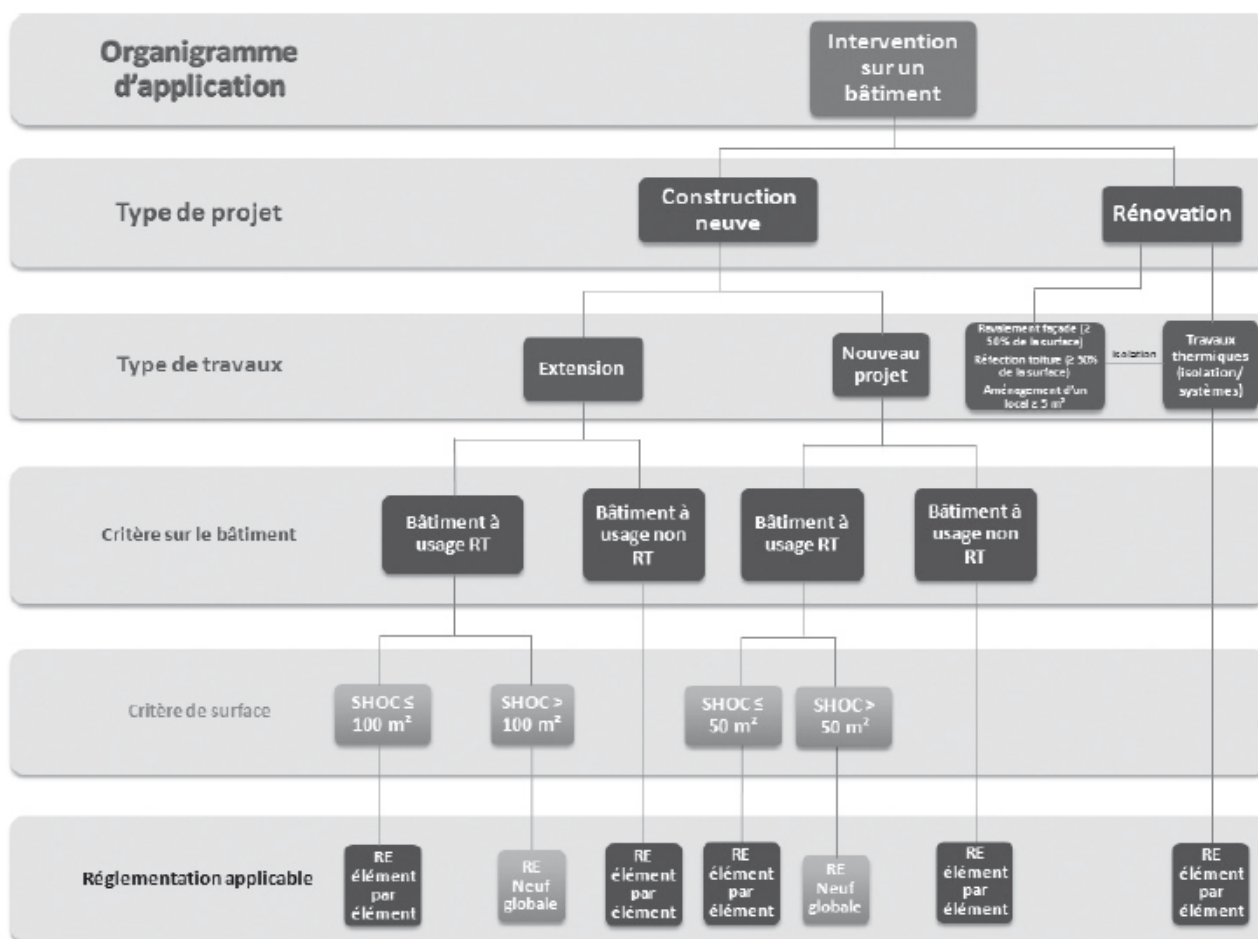 Organigramme
d'application
Intervention
sur un
bâtiment
Type de projet
Construction
neuve
Rénovation
Type de travaux
Extension
Nouveau
projet
Ravalement façade (≥
50% de la surface)
Réfection toiture (≥ 50%
de la surface)
Aménagement d'un
local ≥ 5 m²
Isolation
Travaux
thermiques
(isolation/
systèmes)
Critère sur le bâtiment
Bâtiment à
usage RT
Bâtiment à
usage non
RT
Bâtiment à
usage RT
Bâtiment à
usage non
RT
Critère de surface
SHOC ≤
100 m²
SHOC >
100 m²
SHOC ≤
50 m²
SHOC >
50 m²
Réglementation applicable
RE
élément
par
élément
RE
Neuf
globale
RE
élément
par
élément
RE
élément
par
élément
RE
Neuf
globale
RE
élément
par
élément
RE
élément
par
élément